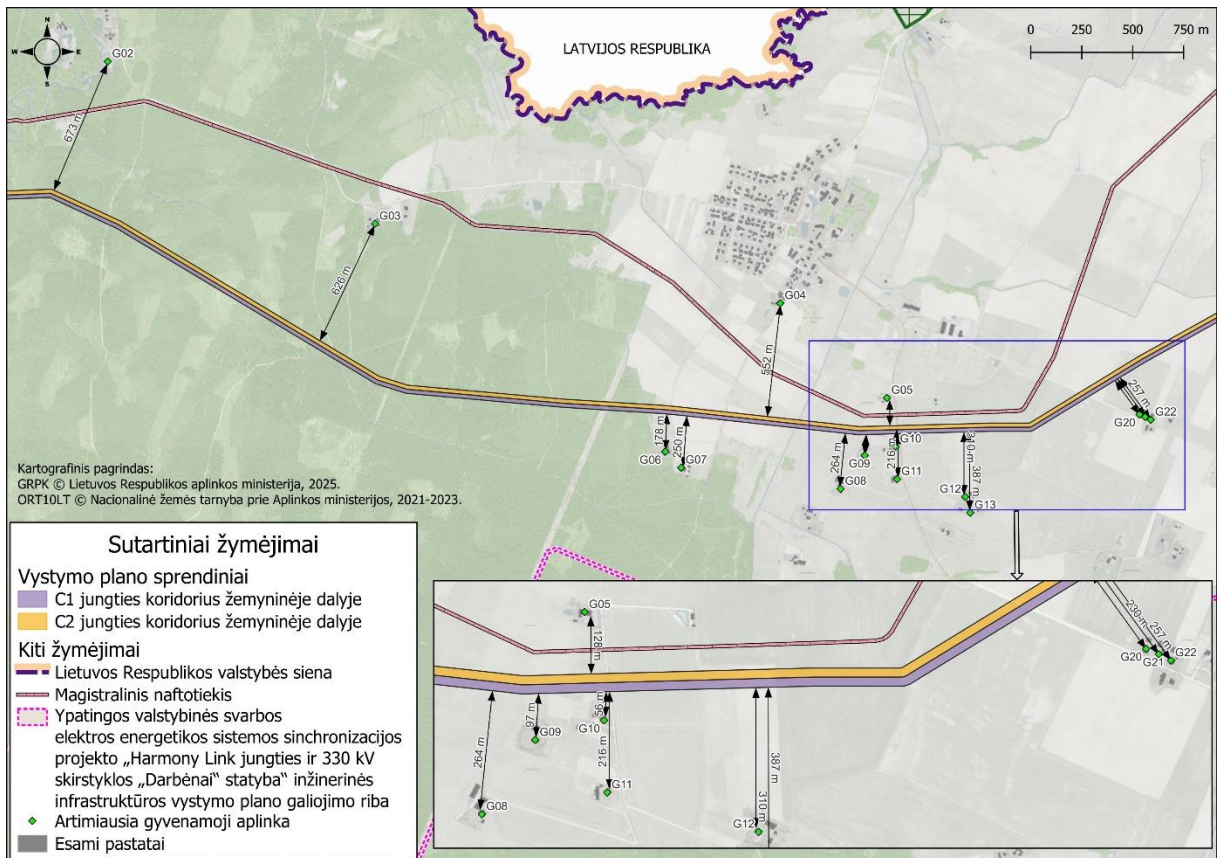 N
W
E
S
G02
LATVIJOS RESPUBLIKA
0 250 500 750 m
673 m
G03
626 m
G04
552 m
G05
257 m
G20
G22
178 m
250 m
G06
G07
264 m
G08
G09
G10
216 m
G11
310 m
387 m
G12
G13
Kartografinis pagrindas:
GRPK © Lietuvos Respublikos aplinkos ministerija, 2025.
ORT10LT © Nacionalinė žemės tarnyba prie Aplinkos ministerijos, 2021-2023.
Sutartiniai žymėjimai
Vystymo plano sprendiniai
C1 jungties koridorius žemyninėje dalyje
C2 jungties koridorius žemyninėje dalyje
Kiti žymėjimai
Lietuvos Respublikos valstybės siena
Magistralinis naftotiekis
Ypatingos valstybinės svarbos
elektros energetikos sistemos sinchronizacijos
projekto „Harmony Link jungties ir 330 kV
skirstyklos „Darbėnai“ statyba“ inžinerinės
infrastruktūros vystymo plano galiojimo riba
Artimiausia gyvenamoji aplinka
Esami pastatai
G05
128 m
230 m
257 m
G20
G21
G22
264 m
97 m
56 m
G10
G09
216 m
G11
G08
310 m
387 m
G12